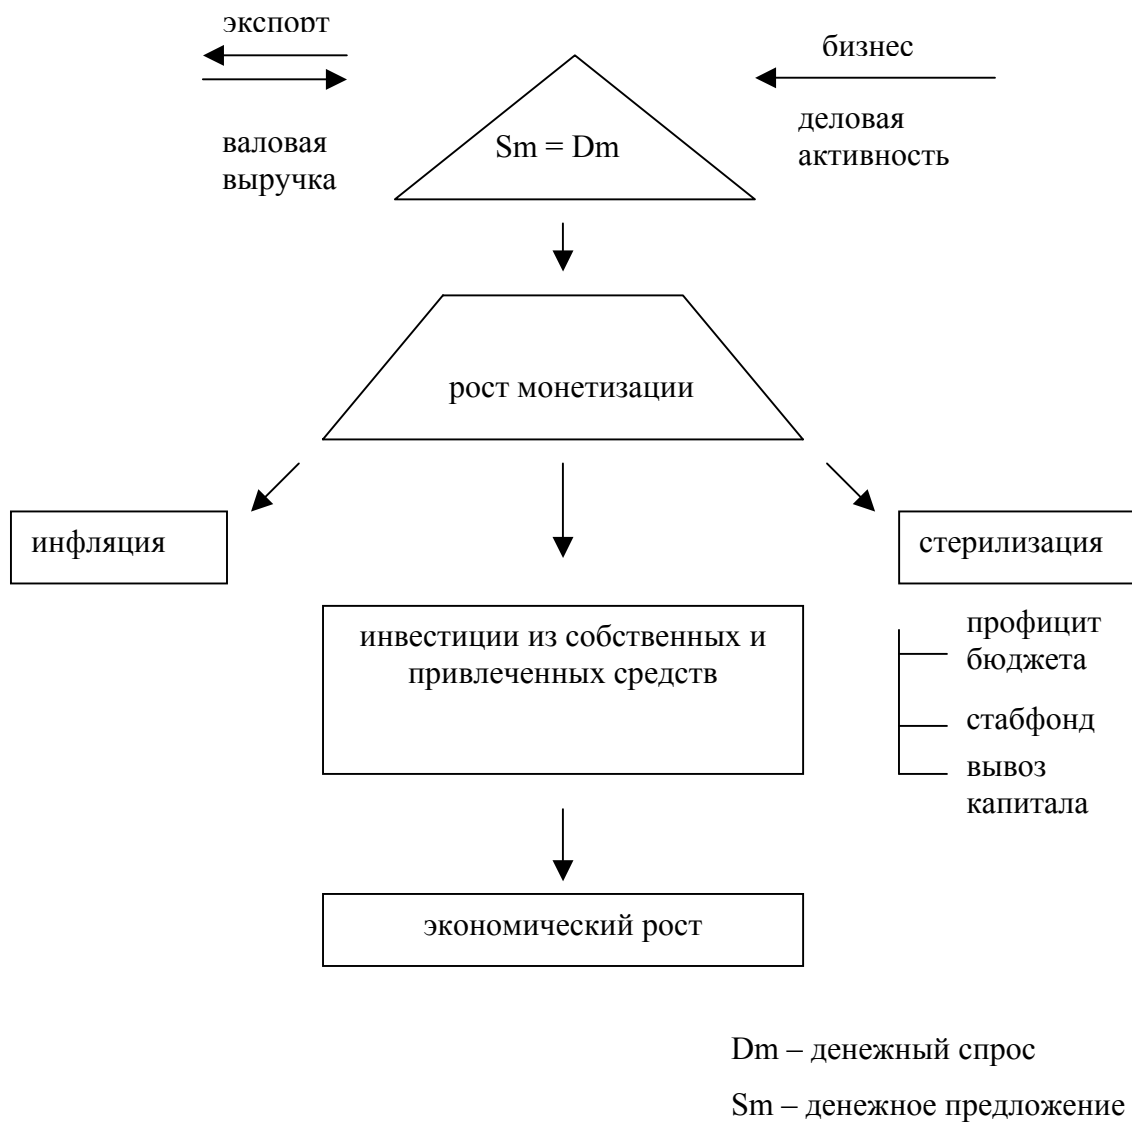 экспорт
бизнес
валовая
выручка
Sm = Dm
деловая
активность
рост монетизации
инфляция
стерилизация
инвестиции из собственных и
привлеченных средств
профицит
бюджета
стабфонд
вывоз
капитала
экономический рост
Dm – денежный спрос
Sm – денежное предложение